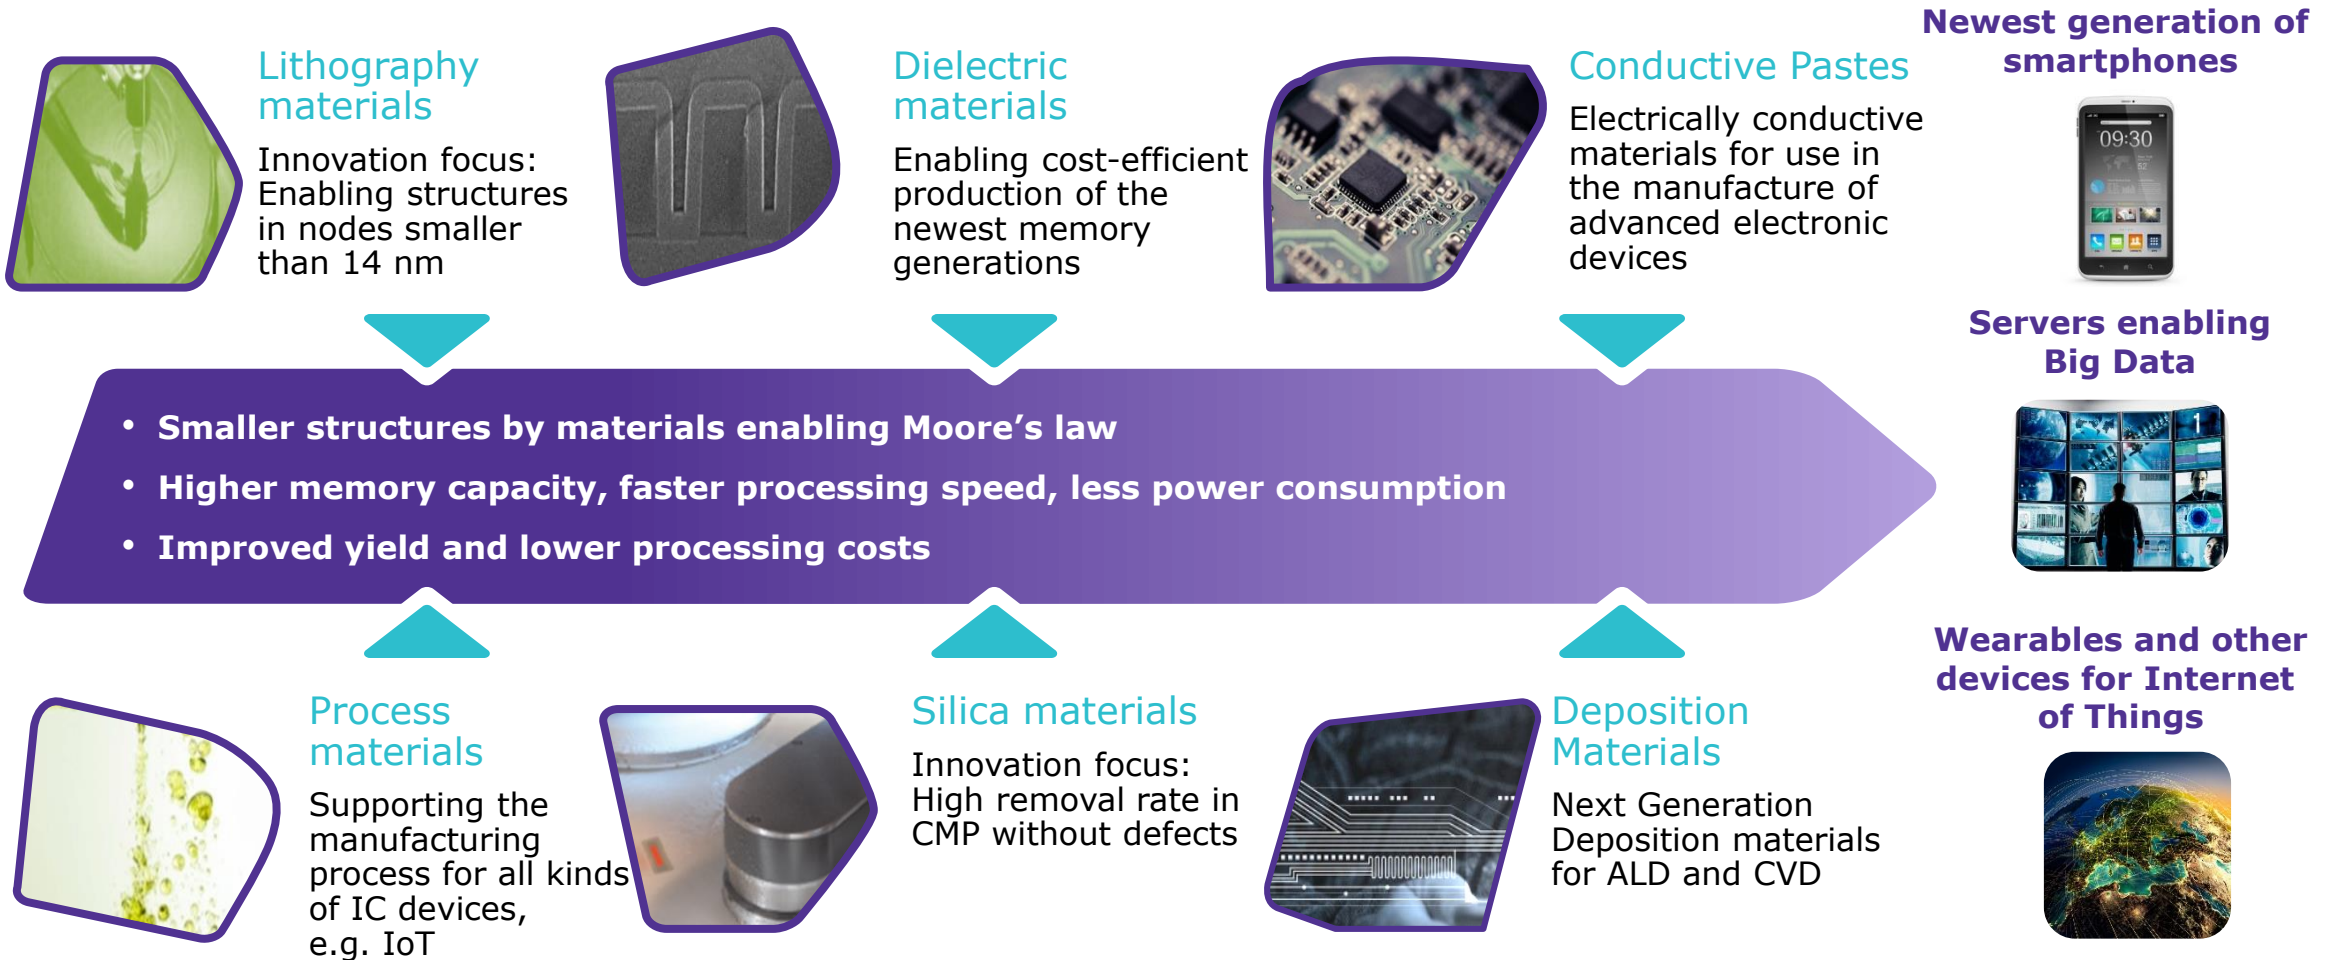 Lithography
materials
Innovation focus:
Enabling structures
in nodes smaller
than 14 nm
Dielectric
materials
Enabling cost-efficient
production of the
newest memory
generations
Conductive Pastes
Electrically conductive
materials for use in
the manufacture of
advanced electronic
devices
Newest generation of
smartphones
09:30
Servers enabling
Big Data
1
• Smaller structures by materials enabling Moore’s law
• Higher memory capacity, faster processing speed, less power consumption
• Improved yield and lower processing costs
Process
materials
Supporting the
manufacturing
process for all kinds
of IC devices,
e.g. IoT
Silica materials
Innovation focus:
High removal rate in
CMP without defects
Deposition
Materials
Next Generation
Deposition materials
for ALD and CVD
Wearables and other
devices for Internet
of Things